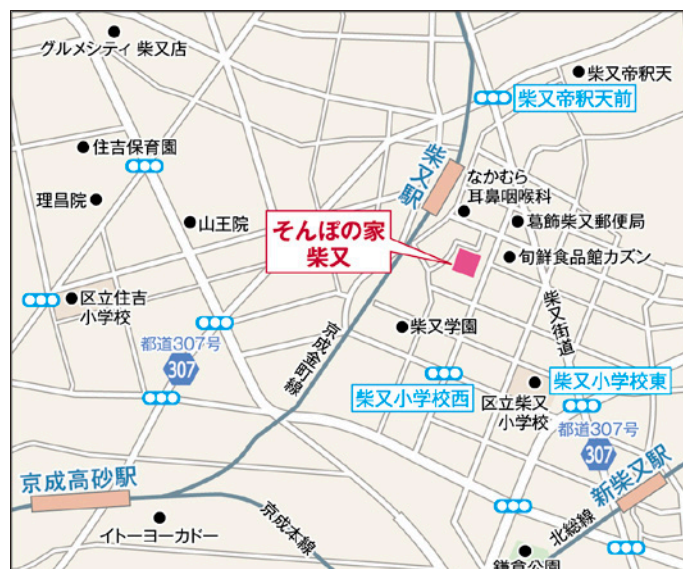 グルメシティ 柴又店
柴又帝釈天
柴又帝釈天前
住吉保育園
柴又駅
なかむら
耳鼻咽喉科
理昌院
山王院
そんぽの家
柴又
葛飾柴又郵便局
旬鮮食品館カズン
区立住吉
小学校
柴又街道
柴又学園
京成金町線
都道307号
307
柴又小学校西
柴又小学校東
区立柴又
小学校
都道307号
307
京成高砂駅
新柴又駅
イトーヨーカドー
京成本線
北総線
鎌倉公園